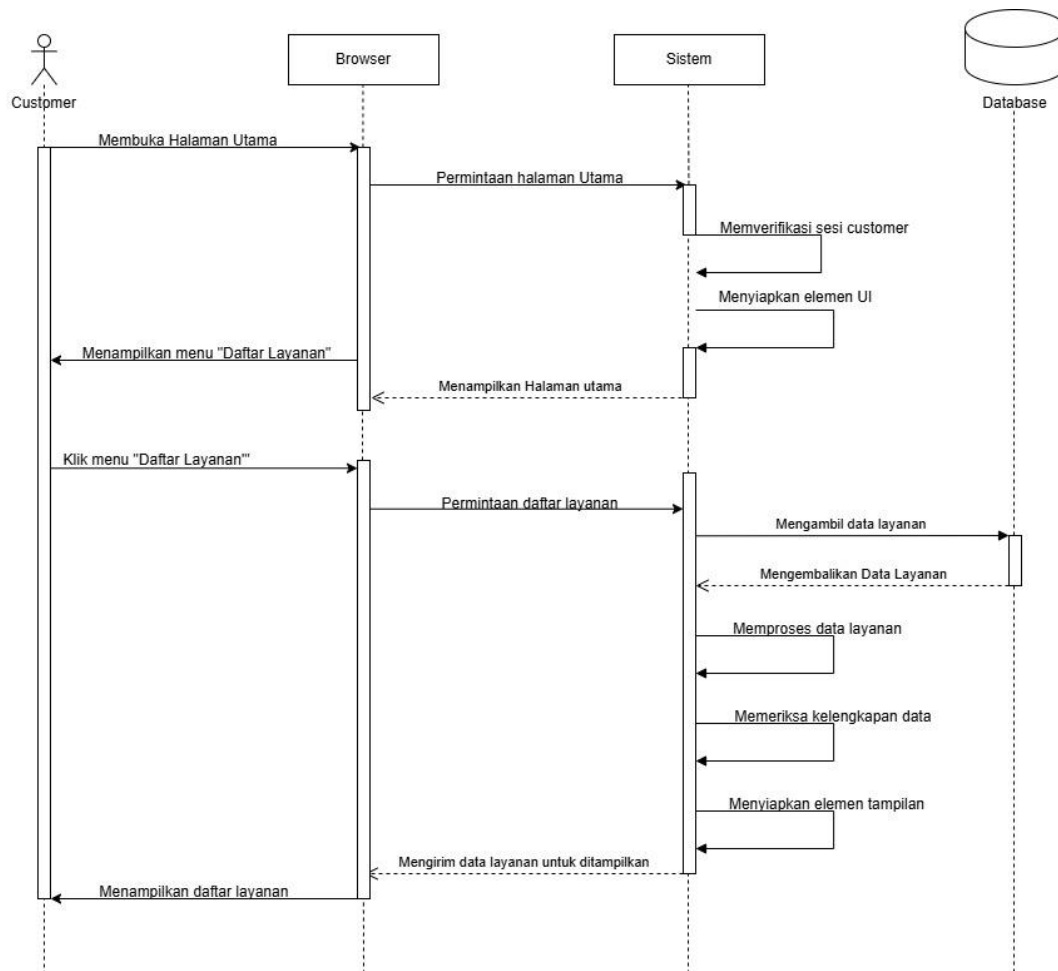 Browser
Sistem
Customer
Database
Membuka Halaman Utama
Permintaan halaman Utama
Memverifikasi sesi customer
Menyiapkan elemen UI
Menampilkan menu "Daftar Layanan"
Menampilkan Halaman utama
Klik menu "Daftar Layanan'"
Permintaan daftar layanan
Mengambil data layanan
Mengembalikan Data Layanan
Memproses data layanan
Memeriksa kelengkapan data
Menyiapkan elemen tampilan
Mengirim data layanan untuk ditampilkan
Menampilkan daftar layanan